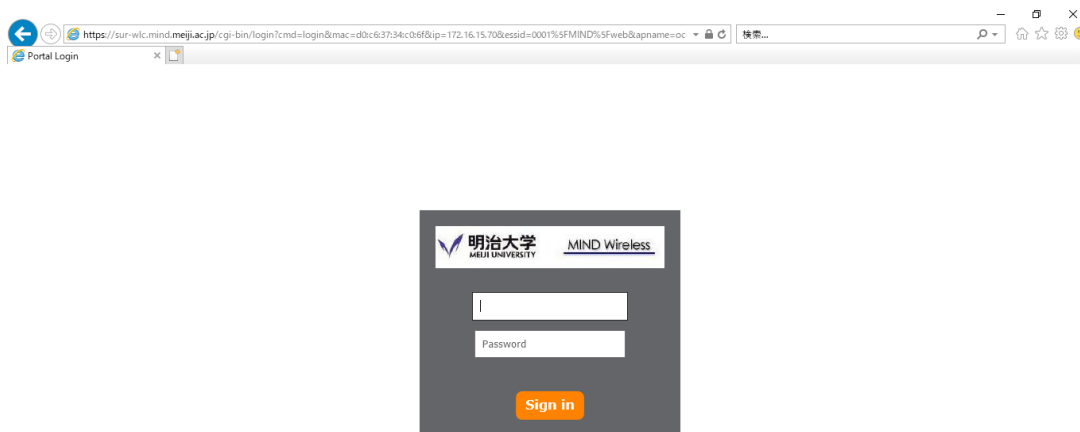 https://sur-wlc.mind.meiji.ac.jp/cgi-bin/login?cmd=login&mac=d0:c6:37:34:c0:6f&ip=172.16.15.70&essid=0001%5FMIND%5Fweb&apname=oc
検索...
Portal Login
明治大学
MEIJI UNIVERSITY
MIND Wireless
Password
Sign in